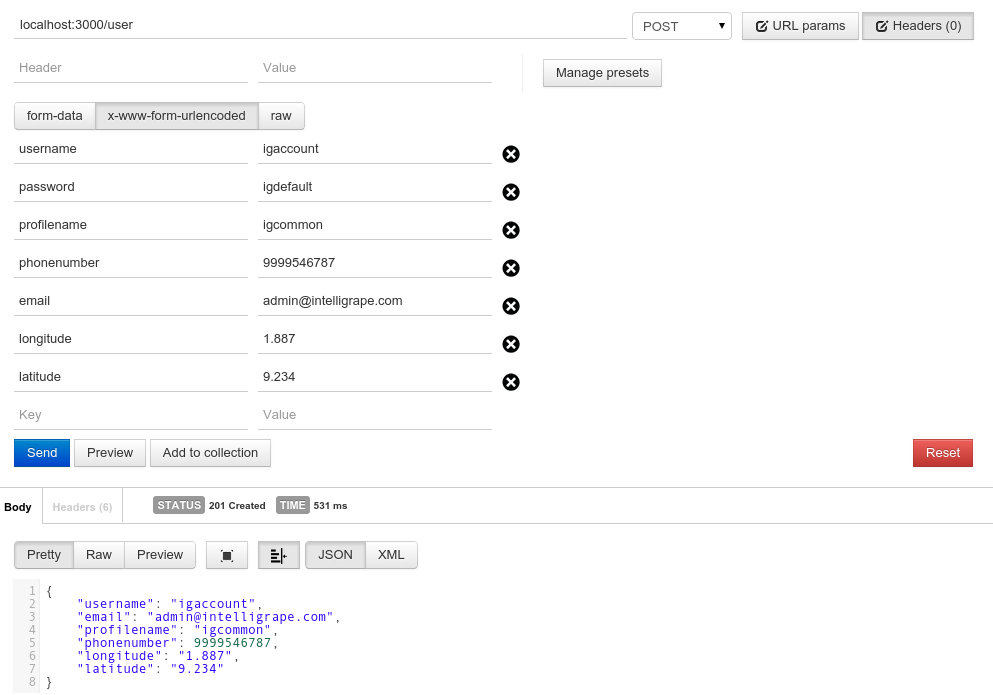 localhost:3000/user POST URL params Headers (0)
Header Value Manage presets
form-data x-www-form-urlencoded raw
username igaccount
password igdefault
profilename igcommon
phonenumber 9999546787
email admin@intelligrape.com
longitude 1.887
latitude 9.234
Key Value
Send Preview Add to collection Reset
Body Headers (6) STATUS 201 Created TIME 531 ms
Pretty Raw Preview JSON XML
1 {
2 "username": "igaccount",
3 "email": "admin@intelligrape.com",
4 "profilename": "igcommon",
5 "phonenumber": 9999546787,
6 "longitude": "1.887",
7 "latitude": "9.234"
8 }